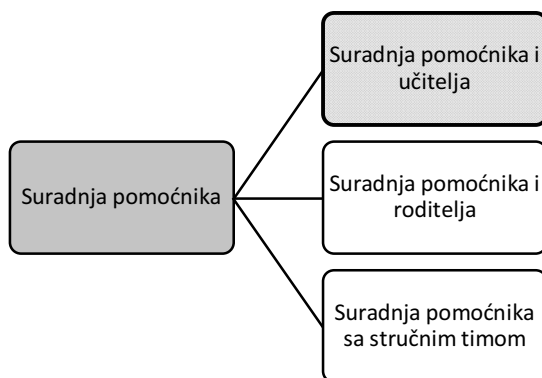 Suradnja pomoćnika i
učitelja
Suradnja pomoćnika
Suradnja pomoćnika i
roditelja
Suradnja pomoćnika
sa stručnim timom